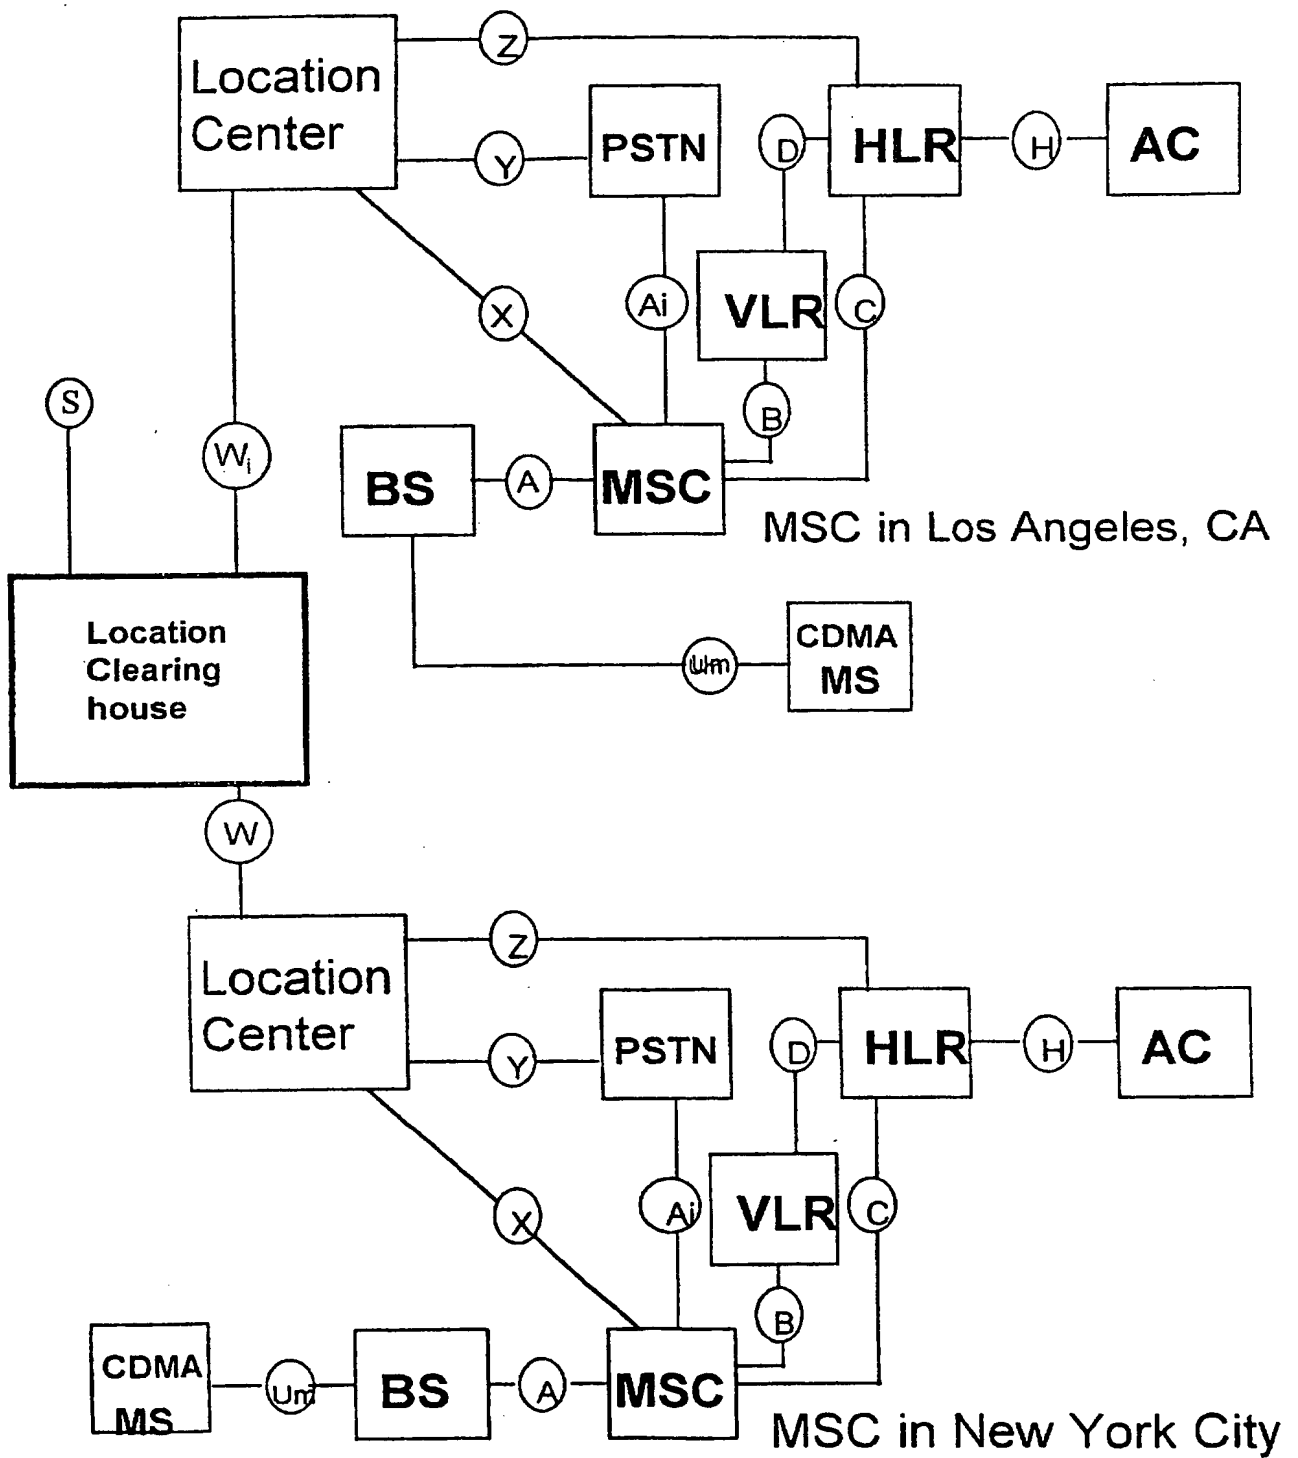 Z
Location
Center
PSTN
D
HLR
H
AC
Y
VLR
Ai
C
X
S
B
Wi
BS
A
MSC
MSC in Los Angeles, CA
Location
Clearing
house
CDMA
MS
Um
W
Z
Location
Center
PSTN
D
HLR
H
AC
Y
VLR
Ai
C
X
B
CDMA
MS
Um
BS
A
MSC
MSC in New York City